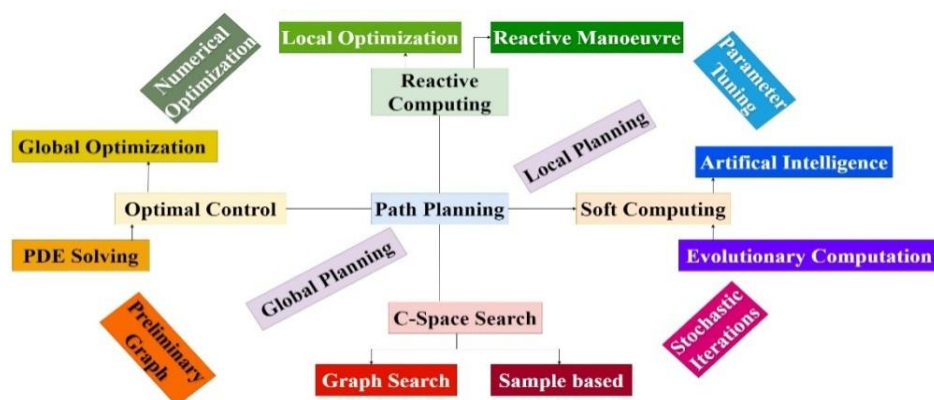 Local Optimization
Reactive Manoeuvre
Numerical
Optimization
Reactive
Computing
Parameter
Tuning
Global Optimization
Local Planning
Artifical Intelligence
Optimal Control
Path Planning
Soft Computing
PDE Solving
Global Planning
Evolutionary Computation
Preliminary
Graph
C-Space Search
Stochastic
Iterations
Graph Search
Sample based